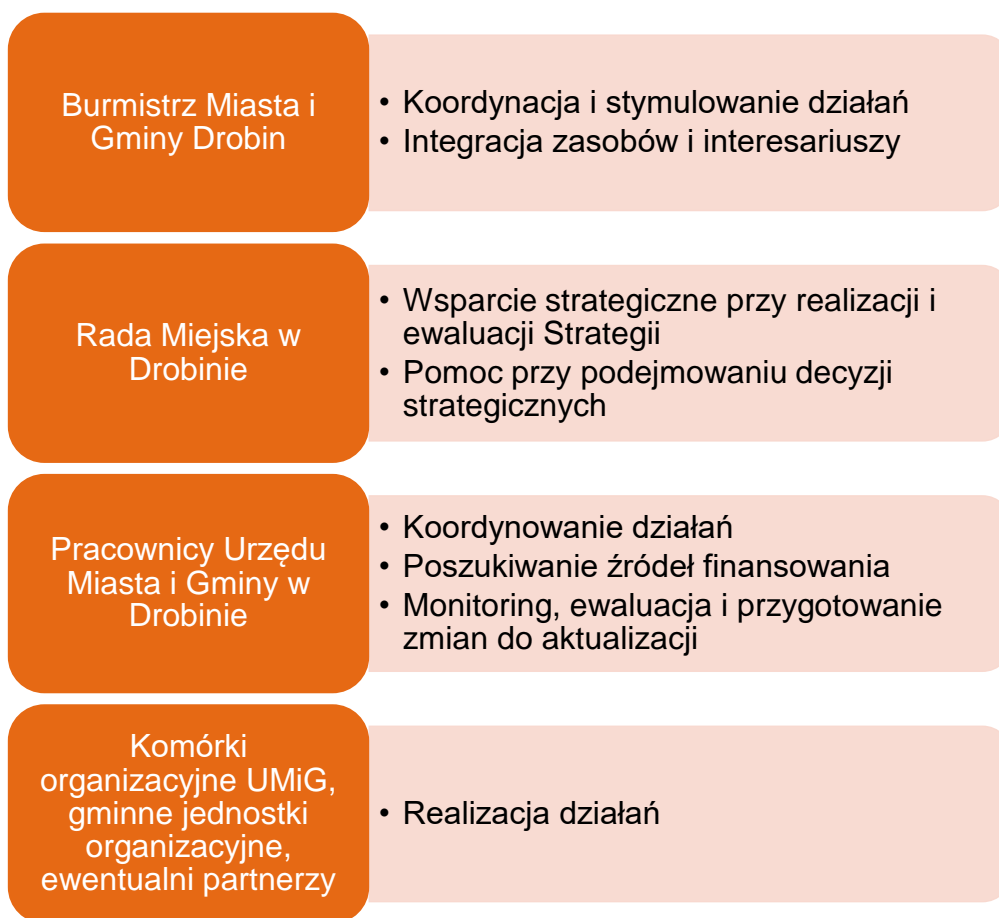 Burmistrz Miasta i
Gminy Drobin
• Koordynacja i stymulowanie działań
• Integracja zasobów i interesariuszy
Rada Miejska w
Drobinie
• Wsparcie strategiczne przy realizacji i
ewaluacji Strategii
• Pomoc przy podejmowaniu decyzji
strategicznych
Pracownicy Urzędu
Miasta i Gminy w
Drobinie
• Koordynowanie działań
• Poszukiwanie źródeł finansowania
• Monitoring, ewaluacja i przygotowanie
zmian do aktualizacji
Komórki
organizacyjne UMiG,
gminne jednostki
organizacyjne,
ewentualni partnerzy
• Realizacja działań